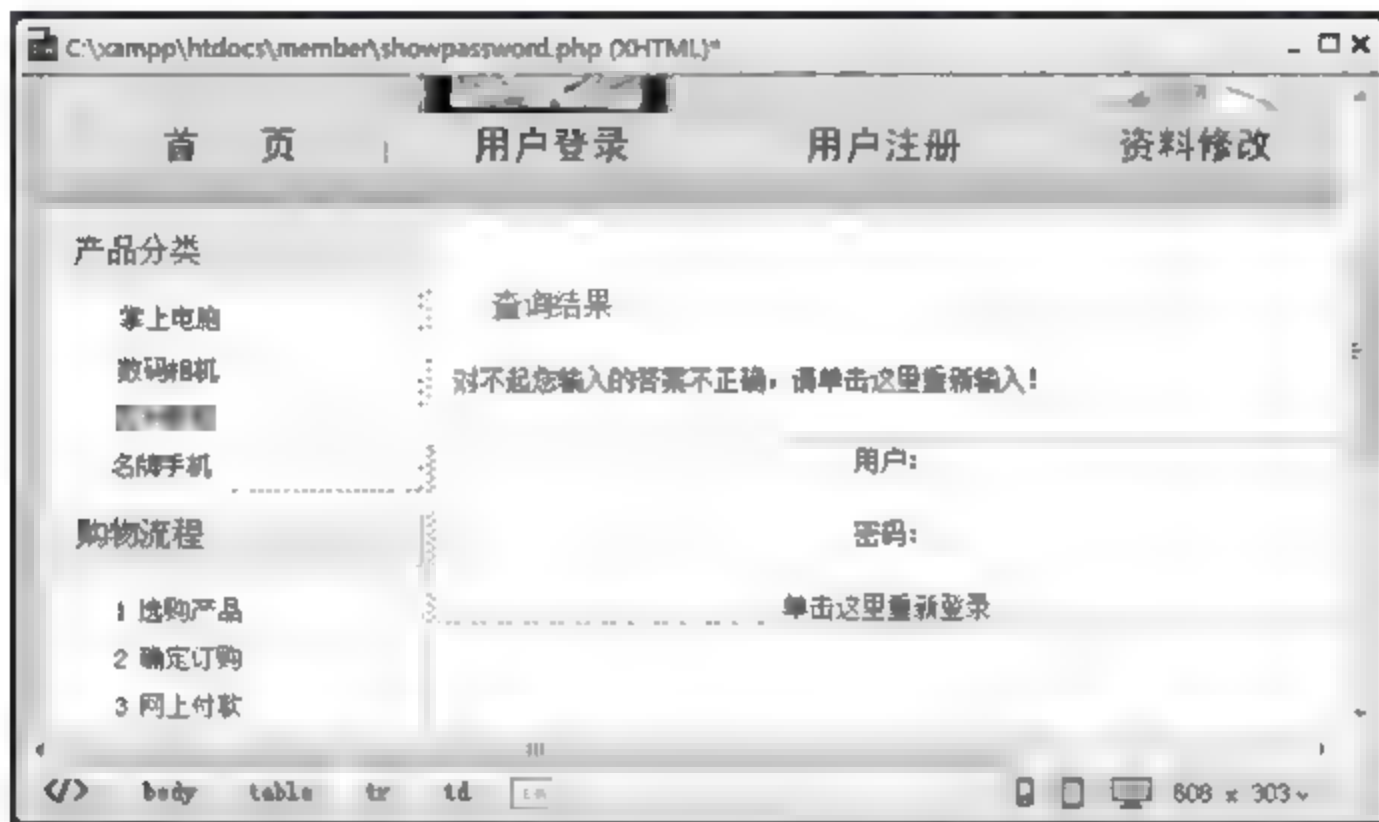 C:\xampp\htdocs\member\showpassword.php (XHTML)*
首 页 用户登录 用户注册 资料修改
产品分类
掌上电脑
数码相机
名牌手机
购物流程
1 选购产品
2 确定订购
3 网上付款
查询结果
对不起您输入的答案不正确，请单击这里重新输入！
用户：
密码：
单击这里重新登录
</> body table tr td
608 x 303